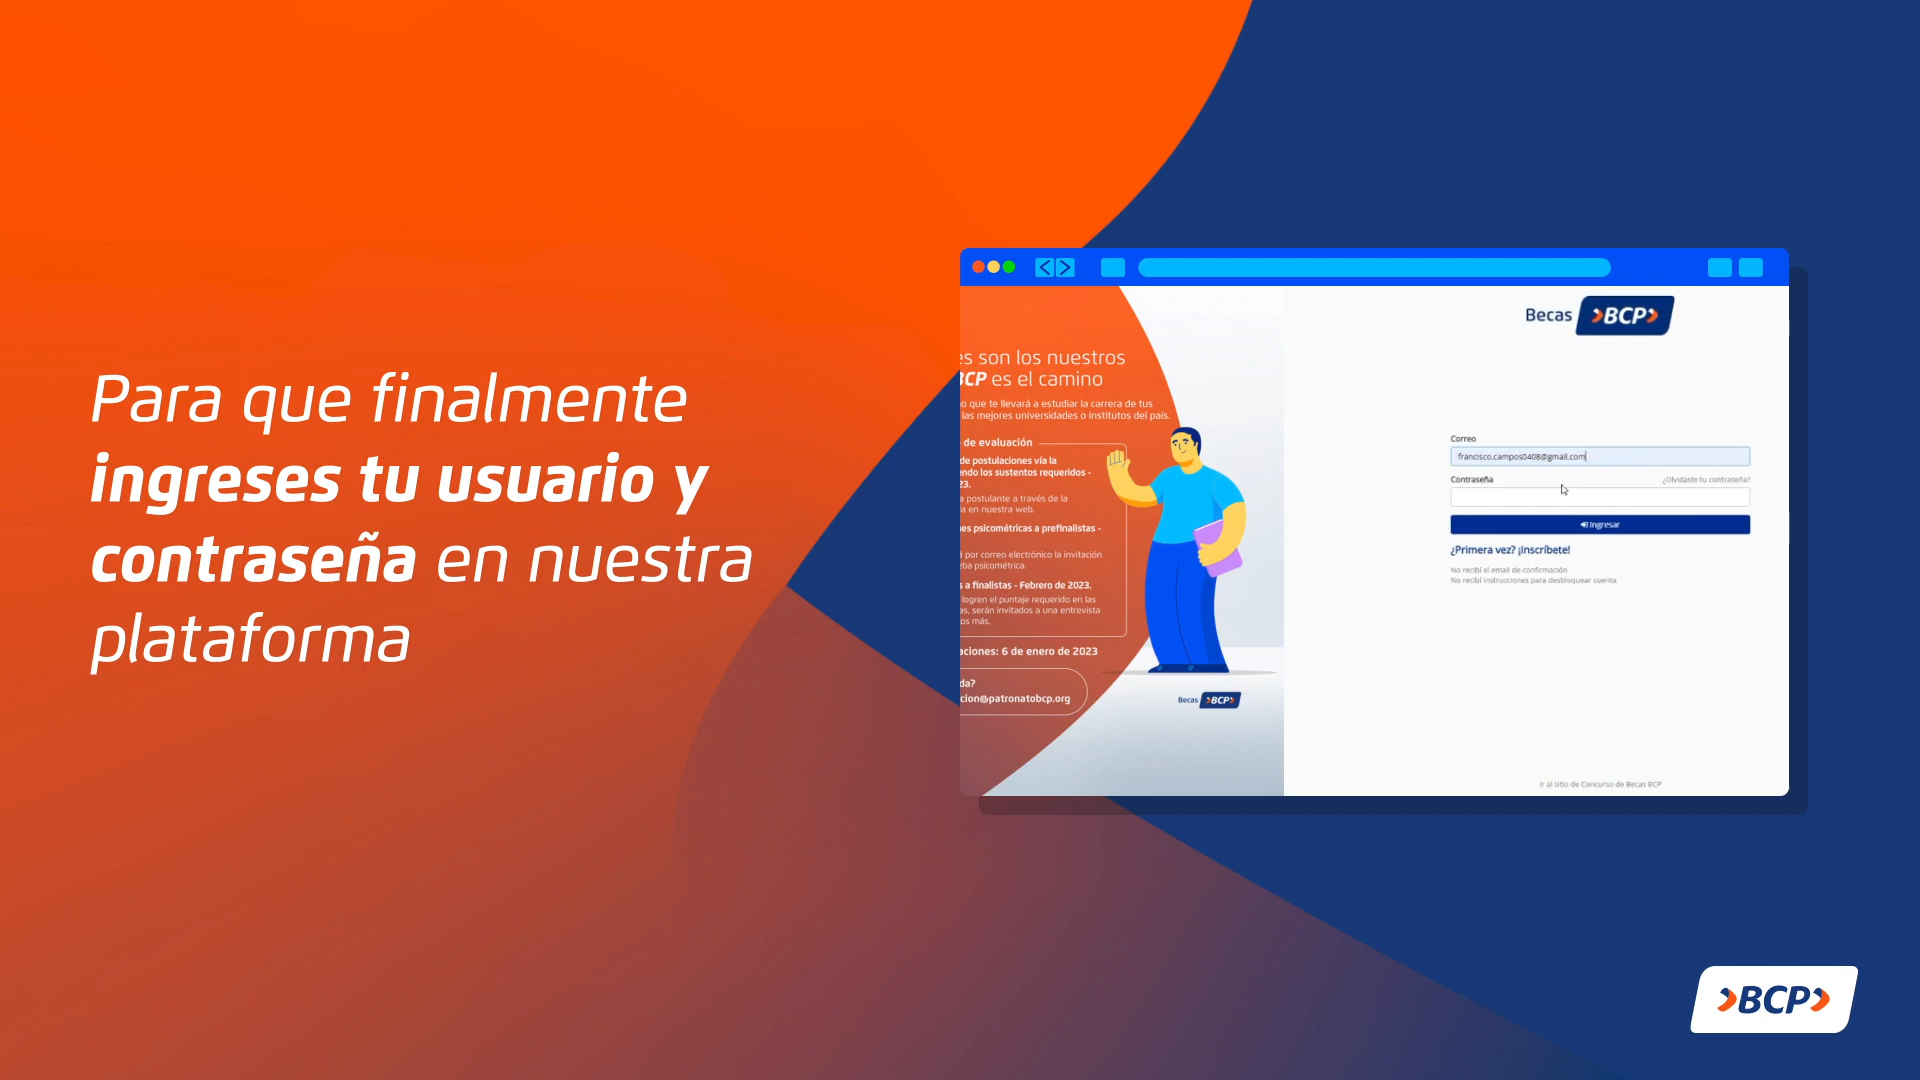 Para que finalmente
ingreses tu usuario y
contraseña en nuestra
plataforma
es son los nuestros
BCP es el camino
o que te llevará a estudiar la carrera de tus
las mejores universidades o institutos del país.
de evaluación
de postulaciones vía la
endo los sustentos requeridos -
23.
a postulante a través de la
a en nuestra web.
nes psicométricas a prefinalistas -
á por correo electrónico la invitación
eba psicométrica.
s a finalistas - Febrero de 2023.
logren el puntaje requerido en las
as, serán invitados a una entrevista
os más.
aciones: 6 de enero de 2023
da?
cion@patronatobcp.org
Becas BCP
Becas BCP
Correo
francisco.campos0408@gmail.com
Contraseña ¿Olvidaste tu contraseña?
Ingresar
¿Primera vez? ¡Inscríbete!
No recibí el email de confirmación
No recibí instrucciones para desbloquear cuenta
Ir al sitio de Concurso de Becas BCP
BCP